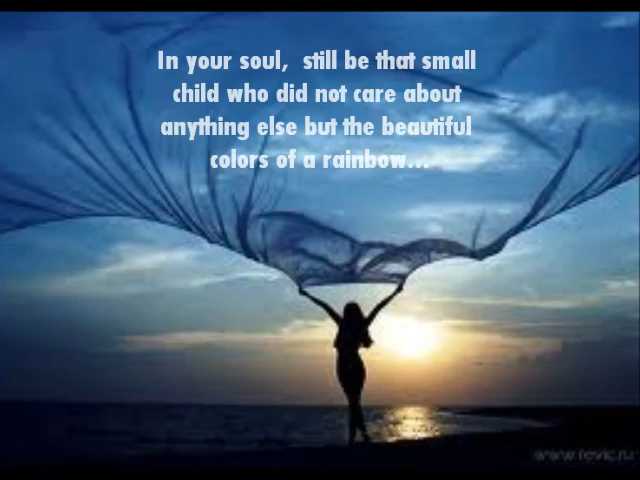 In your soul,  still be that small
child who did not care about
anything else but the beautiful
colors of a rainbow...
www.revic.ru